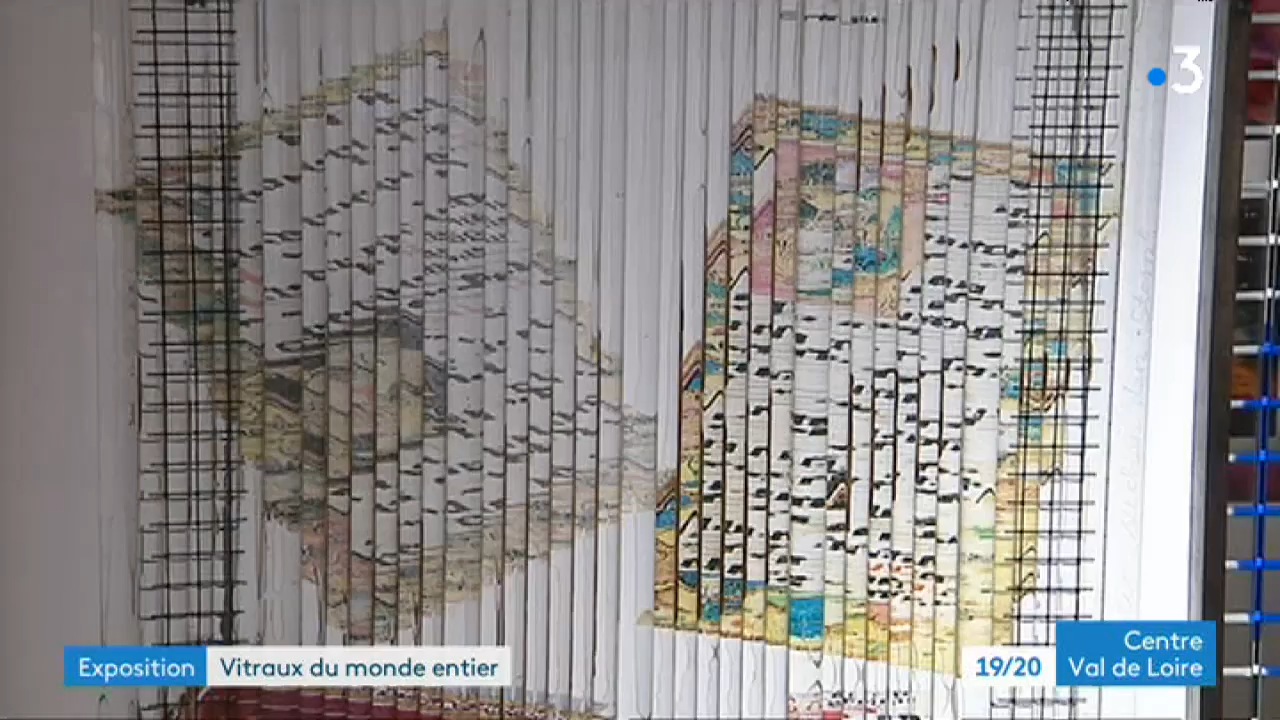 3
Exposition
Vitraux du monde entier
19/20
Centre
Val de Loire